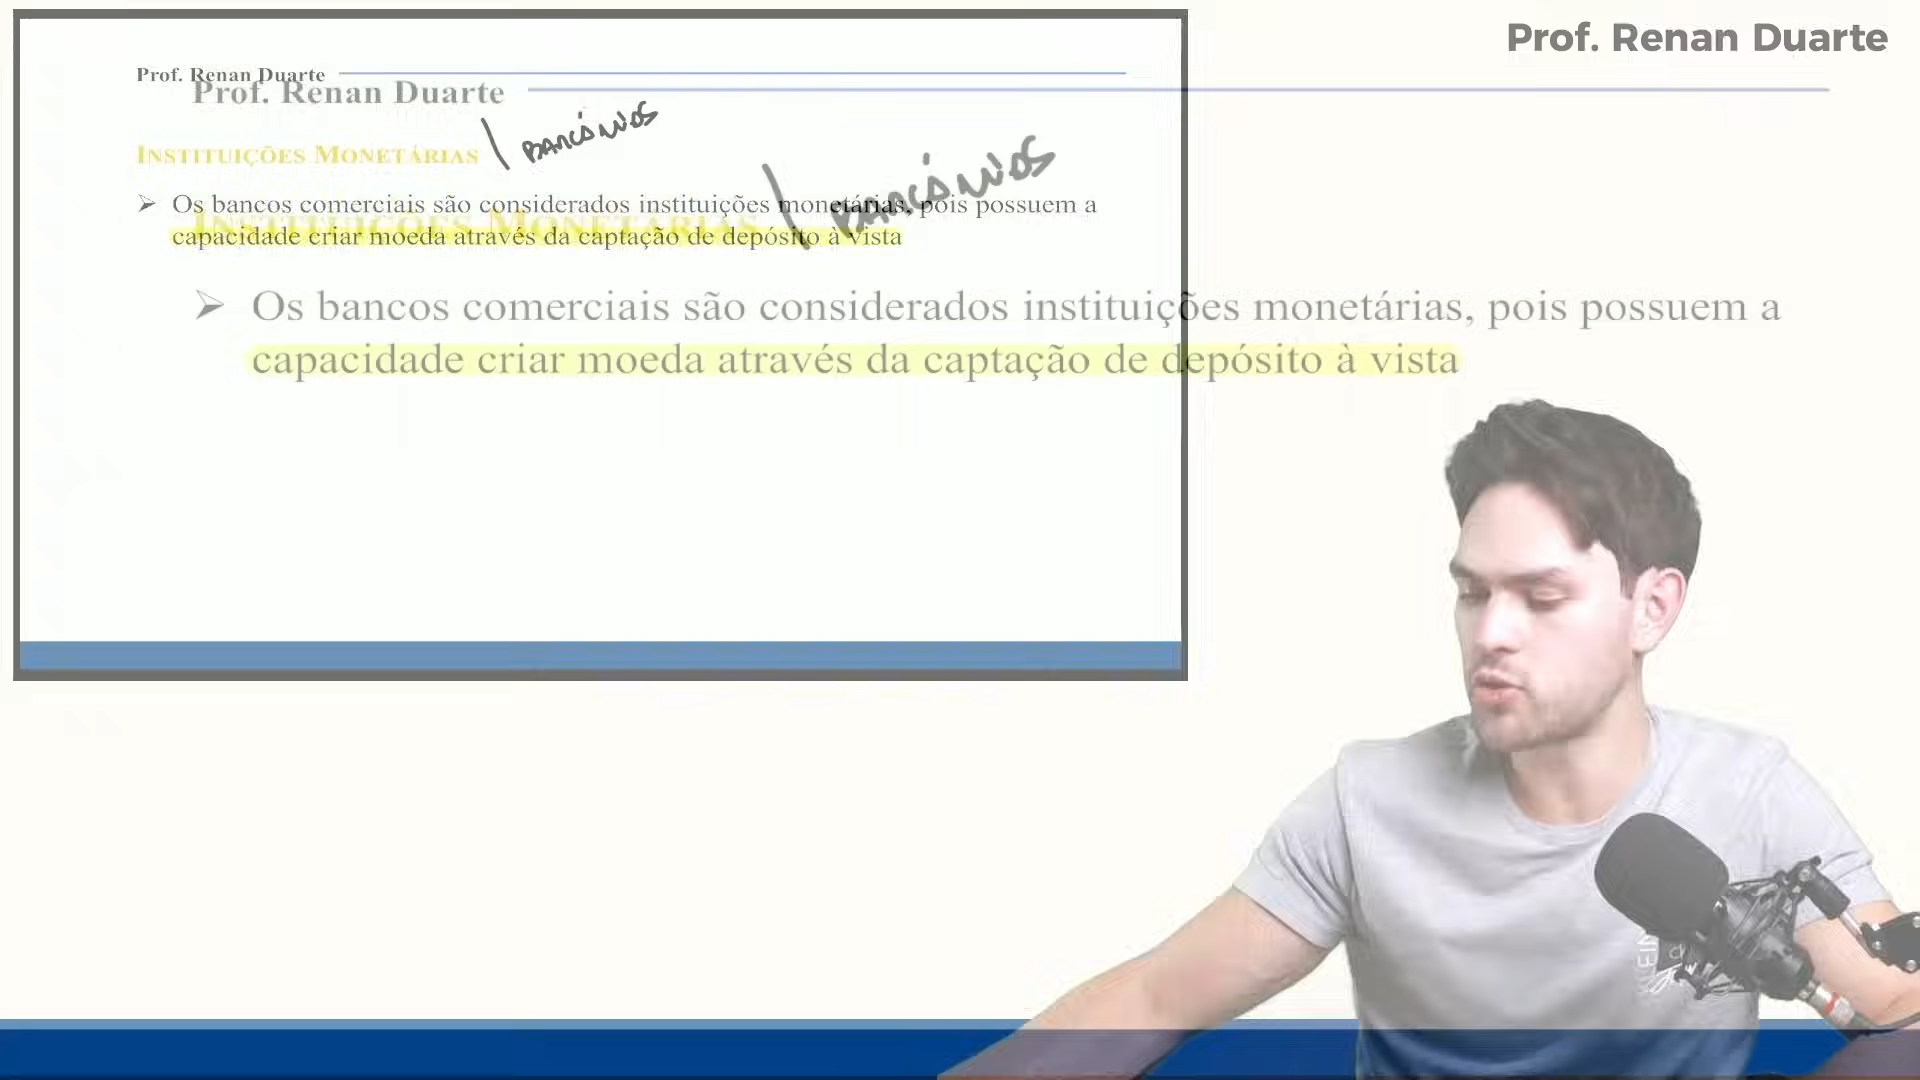 Prof. Renan Duarte
Prof. Renan Duarte
INSTITUIÇÕES MONETÁRIAS / BANCÁRIOS
➢ Os bancos comerciais são considerados instituições monetárias, pois possuem a
capacidade criar moeda através da captação de depósito à vista
Prof. Renan Duarte
INSTITUIÇÕES MONETÁRIAS / BANCÁRIOS
➢ Os bancos comerciais são considerados instituições monetárias, pois possuem a
capacidade criar moeda através da captação de depósito à vista